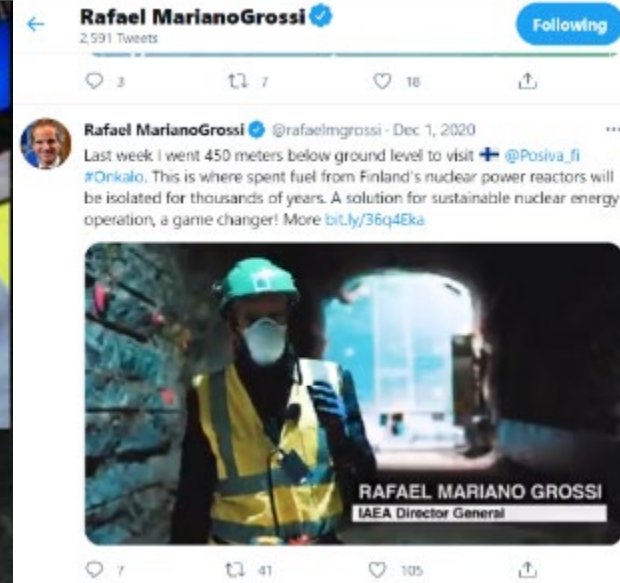 Rafael MarianoGrossi
2,591 Tweets
Following
3 7 18
Rafael MarianoGrossi @rafaelmgrossi · Dec 1, 2020
Last week I went 450 meters below ground level to visit @Posiva_fi
#Onkalo. This is where spent fuel from Finland's nuclear power reactors will
be isolated for thousands of years. A solution for sustainable nuclear energy
operation, a game changer! More bit.ly/36q4Eka
RAFAEL MARIANO GROSSI
IAEA Director General
7 41 105